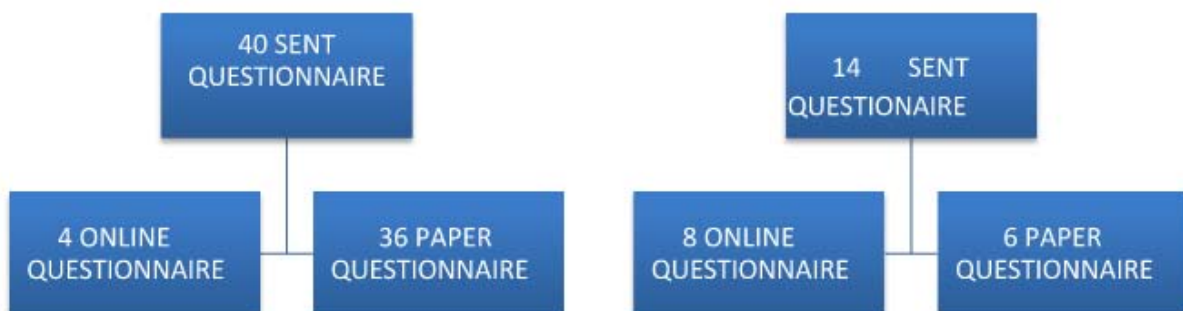 40 SENT
QUESTIONNAIRE
14 SENT
QUESTIONAIRE
4 ONLINE
QUESTIONNAIRE
36 PAPER
QUESTIONNAIRE
8 ONLINE
QUESTIONNAIRE
6 PAPER
QUESTIONNAIRE